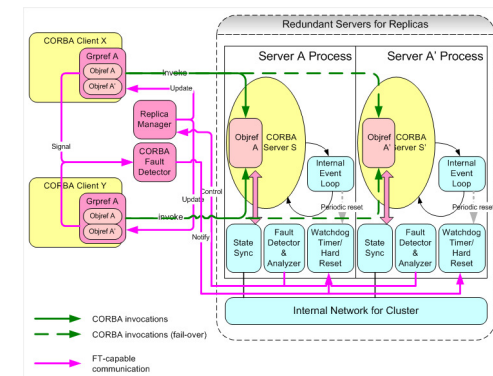 Redundant Servers for Replicas
CORBA Client X
Grpref A
Objref A
Objref A'
Invoke
Update
Server A Process
Server A' Process
Replica
Manager
Signal
CORBA
Fault
Detector
Objref
A
CORBA
Server S
Objref
A'
CORBA
Server S'
Internal
Event
Loop
Internal
Event
Loop
CORBA Client Y
Grpref A
Objref A
Objref A'
Update
Control
invoke
Notify
Periodic reset
Periodic reset
State
Sync
Fault
Detector
&
Analyzer
Watchdog
Timer/
Hard
Reset
State
Sync
Fault
Detector
&
Analyzer
Watchdog
Timer/
Hard
Reset
Internal Network for Cluster
CORBA invocations
CORBA invocations (fail-over)
FT-capable
communication